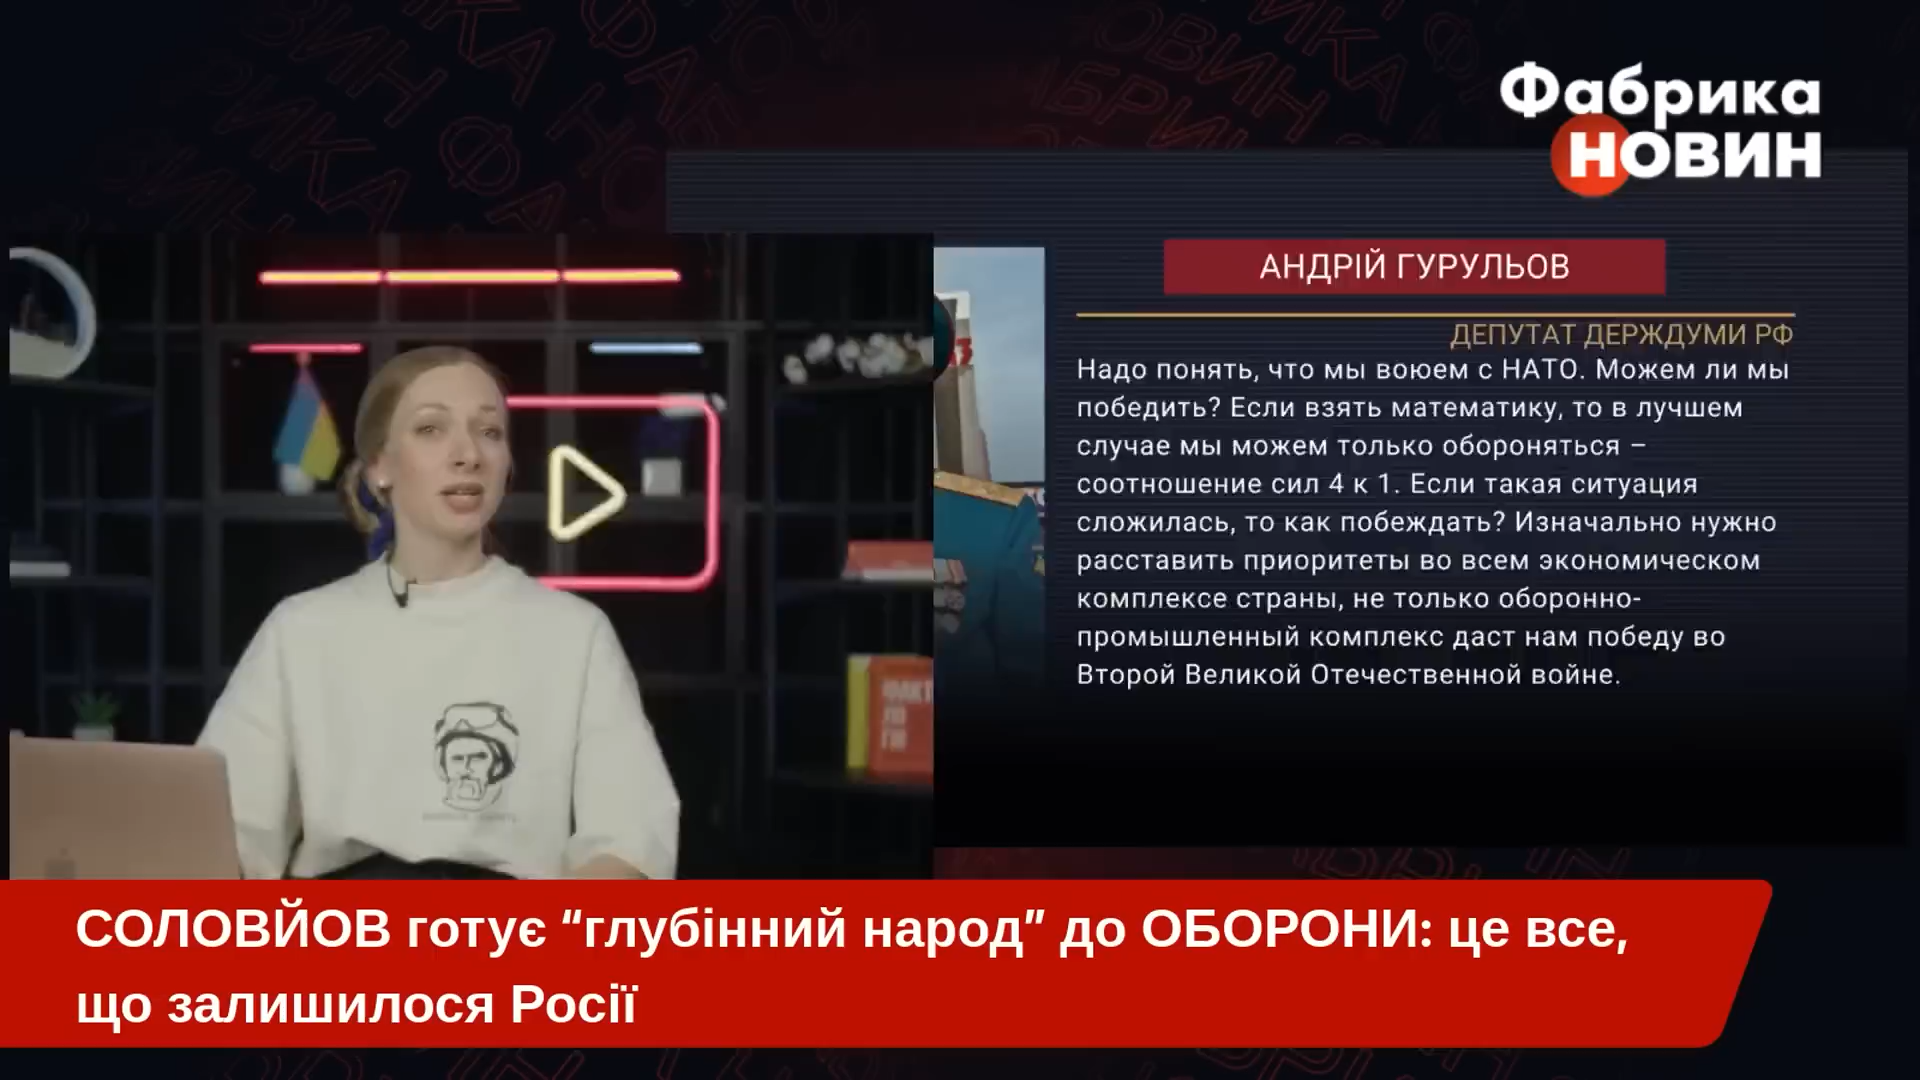 Фабрика
НОВИН
АНДРІЙ ГУРУЛЬОВ
ДЕПУТАТ ДЕРЖДУМИ РФ
Надо понять, что мы воюем с НАТО. Можем ли мы
победить? Если взять математику, то в лучшем
случае мы можем только обороняться –
соотношение сил 4 к 1. Если такая ситуация
сложилась, то как побеждать? Изначально нужно
расставить приоритеты во всем экономическом
комплексе страны, не только оборонно-
промышленный комплекс даст нам победу во
Второй Великой Отечественной войне.
СОЛОВЙОВ готує “глубінний народ” до ОБОРОНИ: це все,
що залишилося Росії